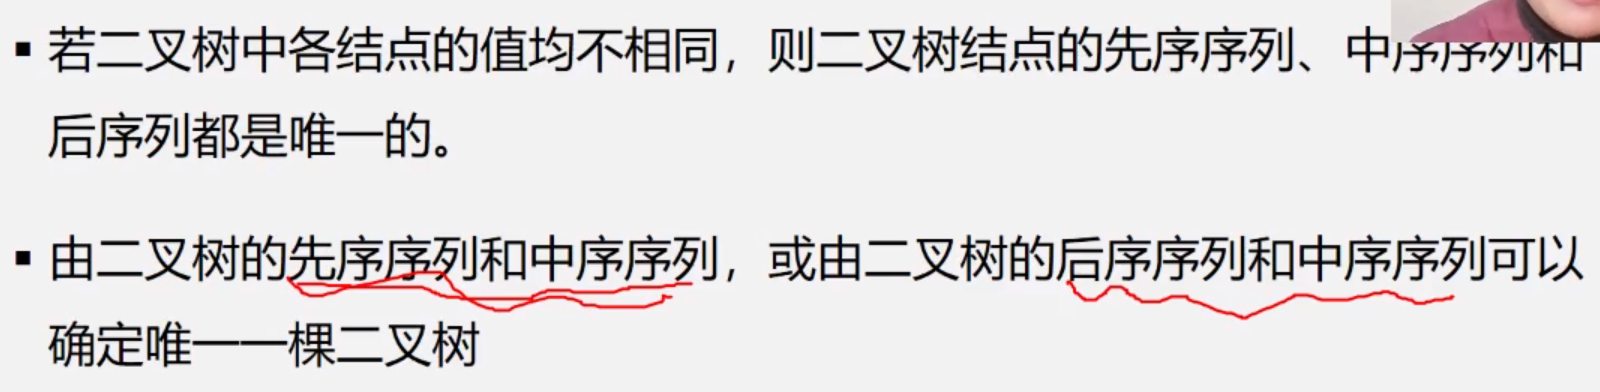 ▪ 若二叉树中各结点的值均不相同，则二叉树结点的先序序列、中序序列和
后序列都是唯一的。
▪ 由二叉树的先序序列和中序序列，或由二叉树的后序序列和中序序列可以
确定唯一一棵二叉树